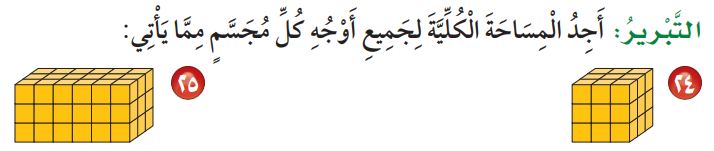 التَّبْرِيرُ: أَجِدُ الْمِسَاحَةَ الْكُلِّيَّةَ لِجَمِيعِ أَوْجُهِ كُلِّ مُجَسَّمٍ مِمَّا يَأْتِي:
٢٤
٢٥